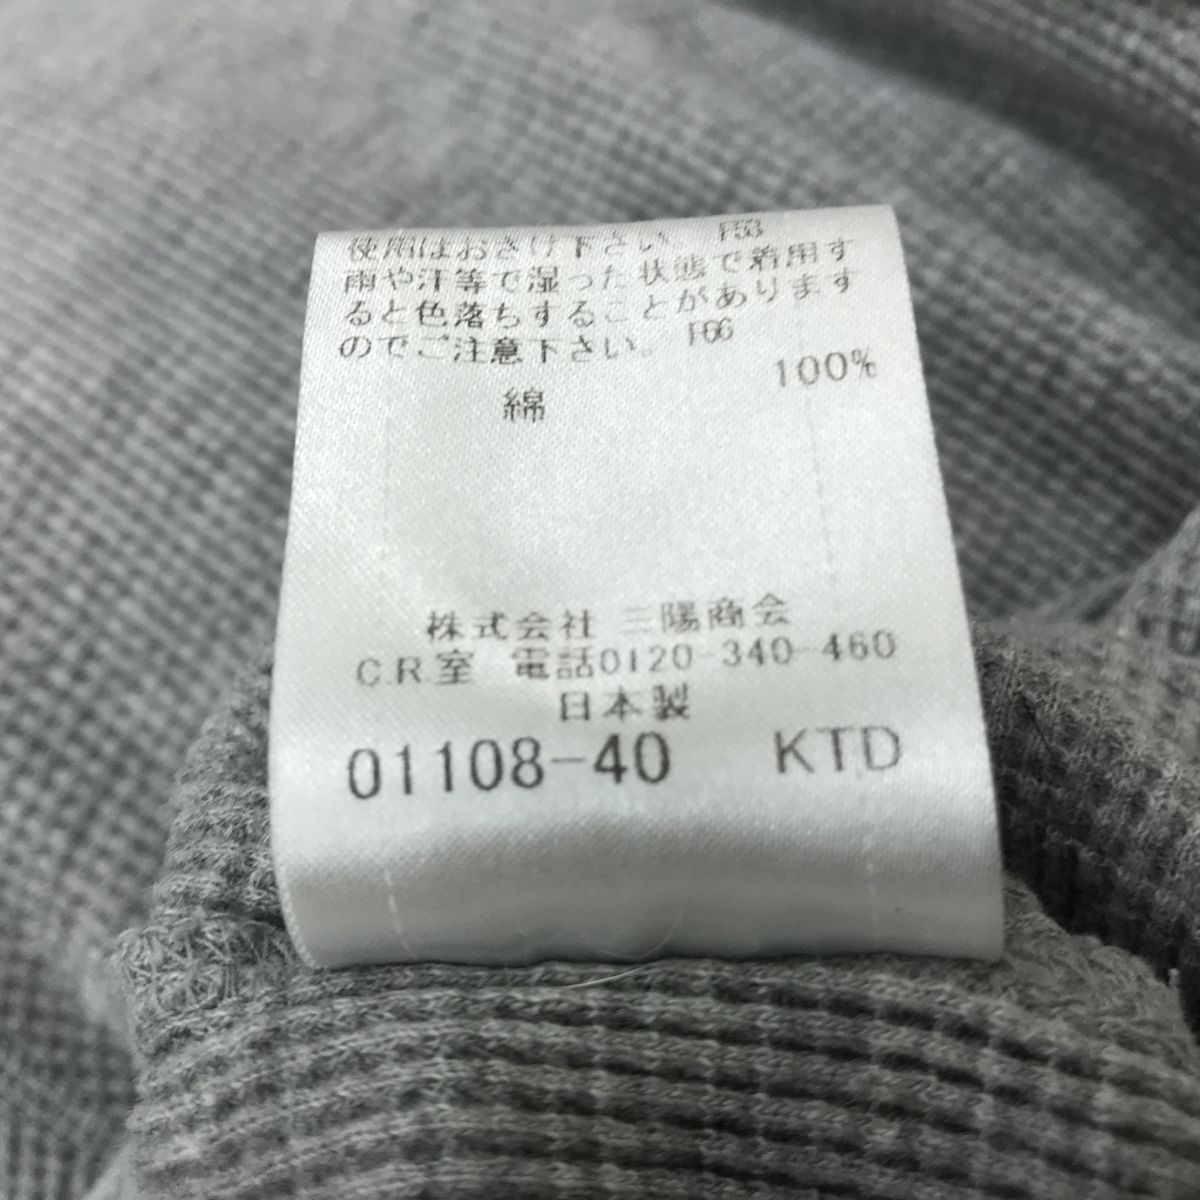 使用はおさけ下さい。 F53
雨や汗等で湿った状態で着用す
ると色落ちすることがあります
のでご注意下さい。 F66
綿 100%
株式会社 三陽商会
C.R.室 電話0120-340-460
日本製
01108-40 KTD